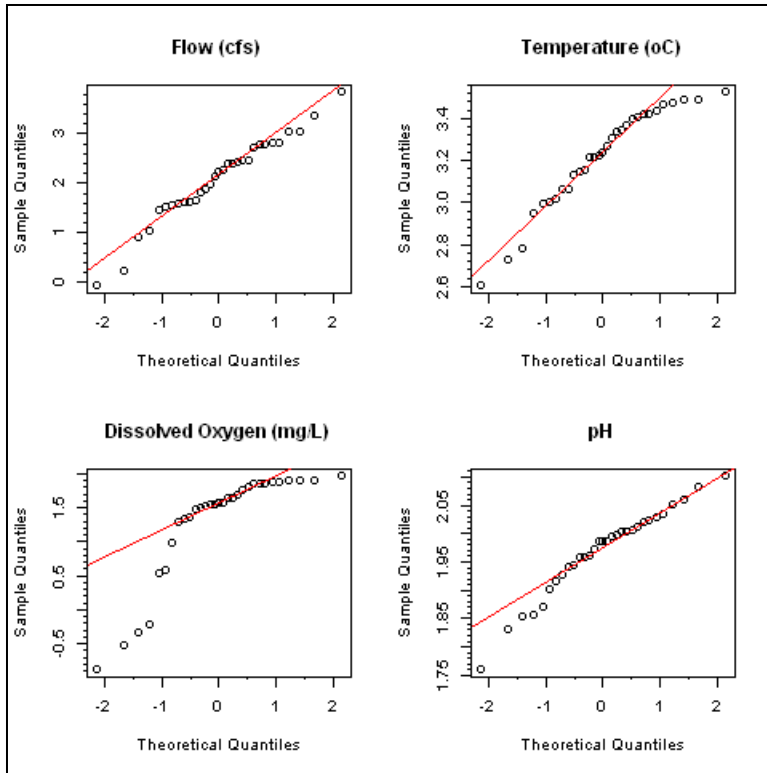 Flow (cfs)
Sample Quantiles
0 1 2 3
-2 -1 0 1 2
Theoretical Quantiles
Temperature (oC)
Sample Quantiles
2.6 2.8 3.0 3.2 3.4
-2 -1 0 1 2
Theoretical Quantiles
Dissolved Oxygen (mg/L)
Sample Quantiles
-0.5 0.5 1.5
-2 -1 0 1 2
Theoretical Quantiles
pH
Sample Quantiles
1.75 1.85 1.95 2.05
-2 -1 0 1 2
Theoretical Quantiles